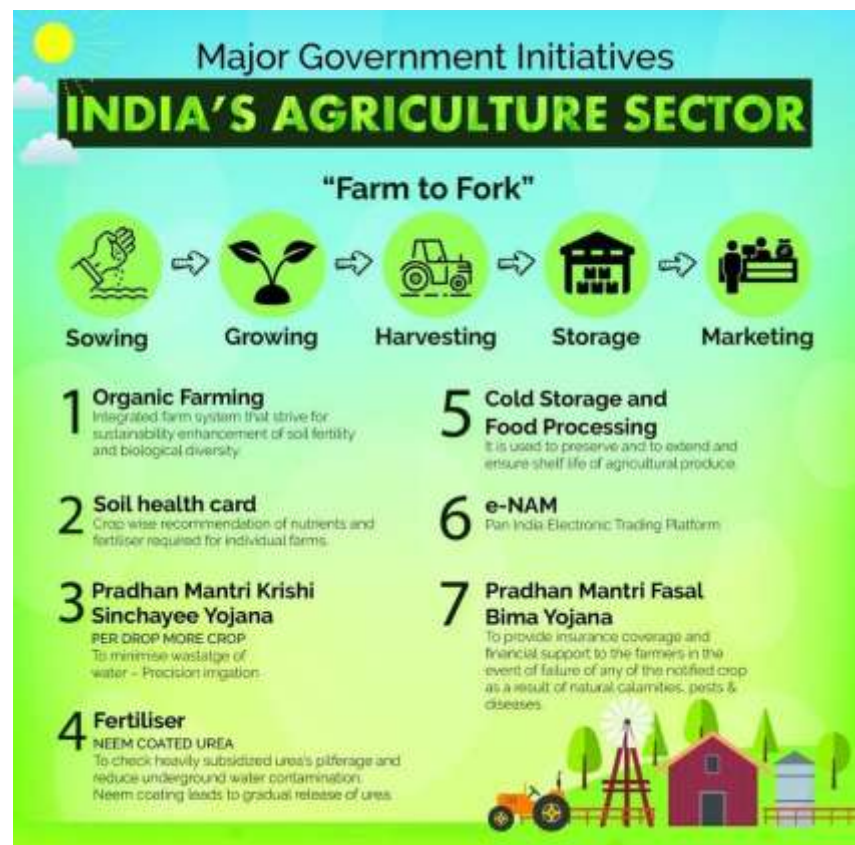 Major Government Initiatives
INDIA'S AGRICULTURE SECTOR
“Farm to Fork”
Sowing
Growing
Harvesting
Storage
Marketing
1 Organic Farming
Integrated farm system that strive for
sustainability enhancement of soil fertility
and biological diversity
2 Soil health card
Crop wise recommendation of nutrients and
fertiliser required for individual farms.
3 Pradhan Mantri Krishi
Sinchayee Yojana
PER DROP MORE CROP
To minimise wastatge of
water – Precision irrigation
4 Fertiliser
NEEM COATED UREA
To check heavily subsidized urea's pilferage and
reduce underground water contamination.
Neem coating leads to gradual release of urea.
5 Cold Storage and
Food Processing
It is used to preserve and to extend and
ensure shelf life of agricultural produce.
6 e-NAM
Pan India Electronic Trading Platform
7 Pradhan Mantri Fasal
Bima Yojana
To provide insurance coverage and
financial support to the farmers in the
event of failure of any of the notified crop
as a result of natural calamities, pests &
diseases.